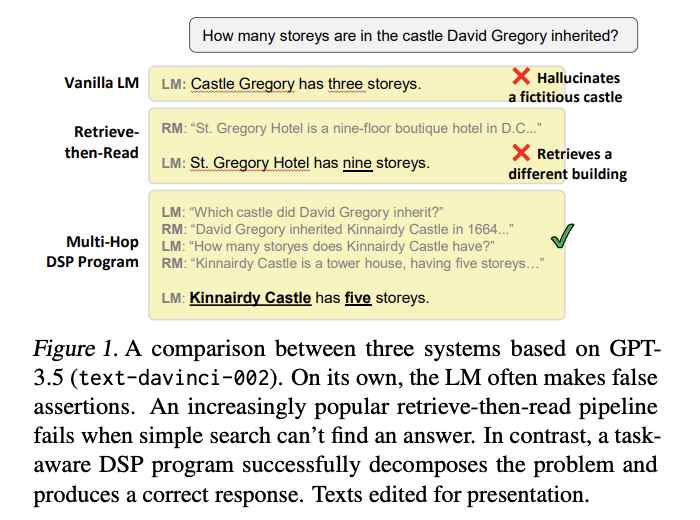 How many storeys are in the castle David Gregory inherited?
Vanilla LM
LM: Castle Gregory has three storeys.
Hallucinates
a fictitious castle
Retrieve-
then-Read
RM: “St. Gregory Hotel is a nine-floor boutique hotel in D.C...”
LM: St. Gregory Hotel has nine storeys.
Retrieves a
different building
Multi-Hop
DSP Program
LM: “Which castle did David Gregory inherit?”
RM: “David Gregory inherited Kinnairdy Castle in 1664...”
LM: “How many storyes does Kinnairdy Castle have?”
RM: “Kinnairdy Castle is a tower house, having five storeys…”
LM: Kinnairdy Castle has five storeys.
Figure 1. A comparison between three systems based on GPT-
3.5 (text-davinci-002). On its own, the LM often makes false
assertions. An increasingly popular retrieve-then-read pipeline
fails when simple search can’t find an answer. In contrast, a task-
aware DSP program successfully decomposes the problem and
produces a correct response. Texts edited for presentation.